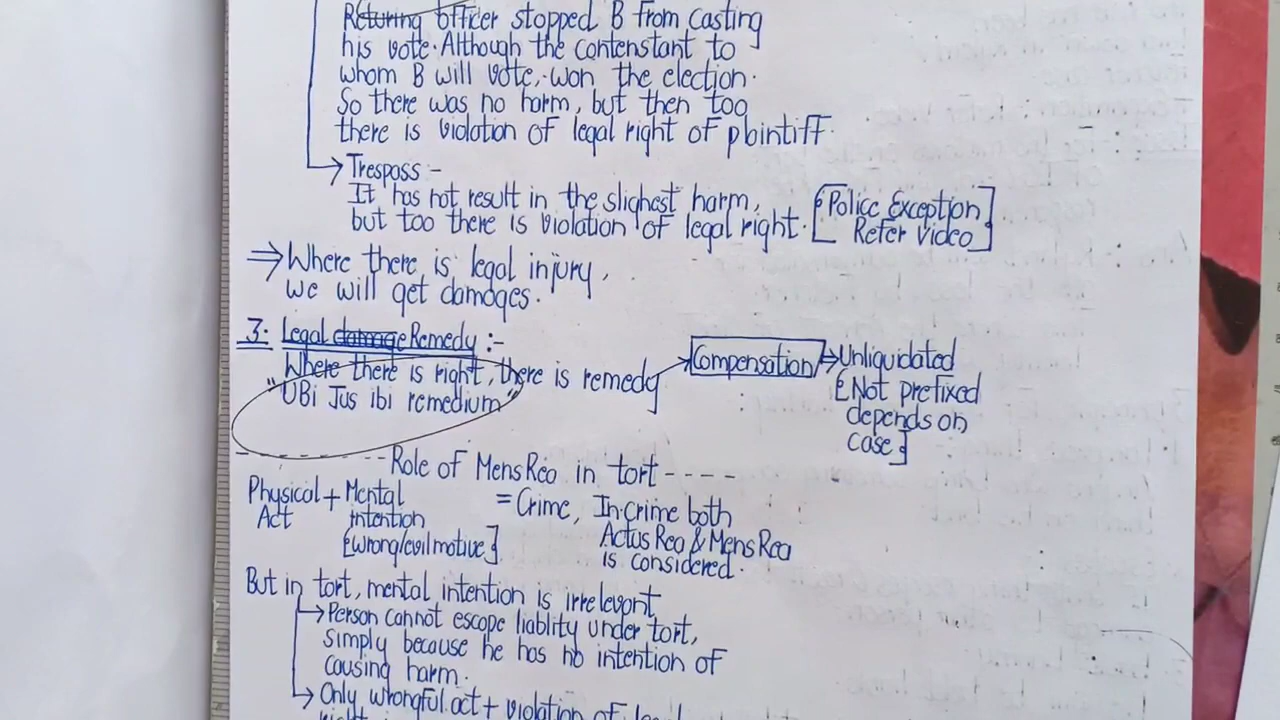 Returing officer stopped B from casting
his vote. Although the contenstant to
whom B will vote, won the election.
So there was no harm, but then too
there is violation of legal right of plaintiff.
→ Trespass :-
It has not result in the slighest harm,
but too there is violation of legal right. [Police Exception
Refer video]
⇒ Where there is legal injury,
we will get damages.
3. Legal damage Remedy :-
Where there is right, there is remedy → Compensation → Unliquidated
"UBi Jus ibi remedium" [Not prefixed
depends on
case]
---- Role of Mens Rea in tort ----
Physical + Mental = Crime, In crime both
Act intention Actus Rea & Mens Rea
[wrong/evil motive] is considered.
But in tort, mental intention is irrelevant
→ Person cannot escape liablity under tort,
simply because he has no intention of
causing harm.
→ Only wrongful act + violation of legal